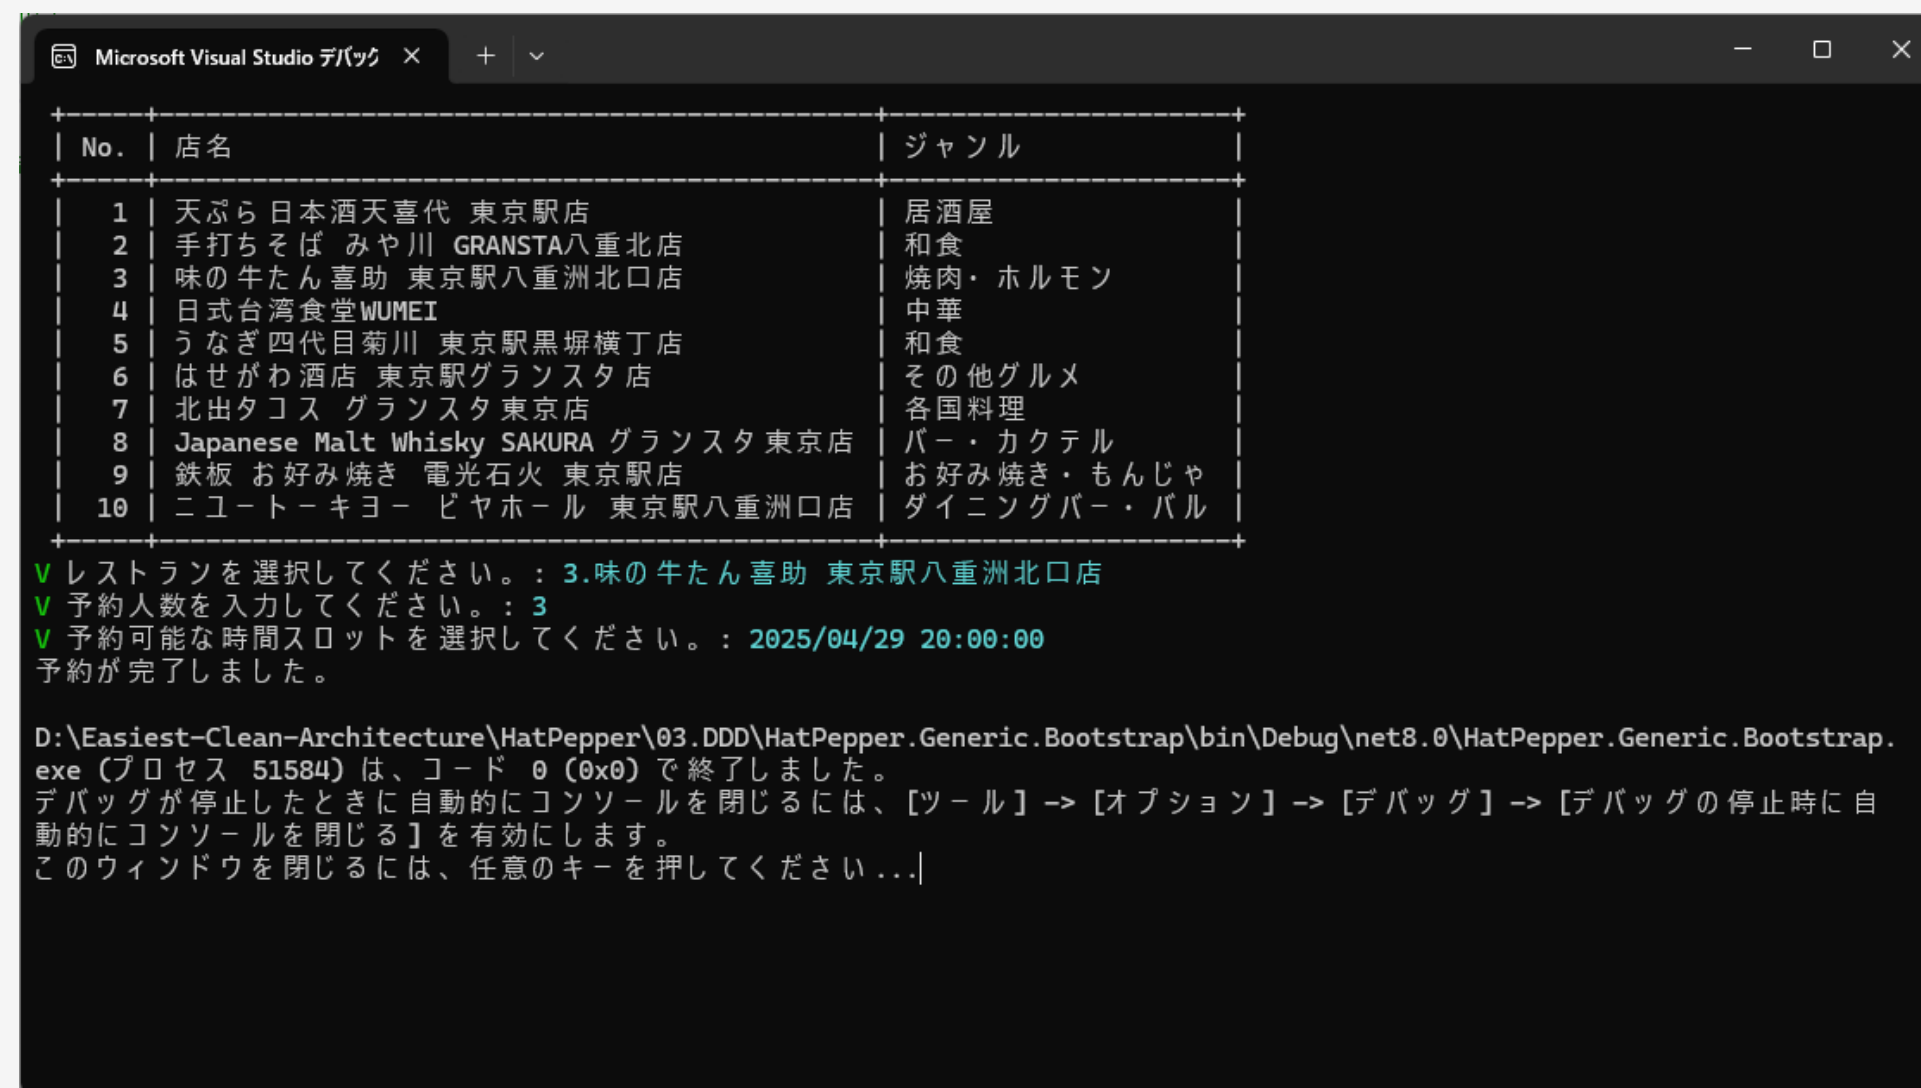 Microsoft Visual Studio デバッグ
+-----+----------------------------------------------+----------------------+
| No. | 店名 | ジャンル |
+-----+----------------------------------------------+----------------------+
| 1 | 天ぷら日本酒天喜代 東京駅店 | 居酒屋 |
| 2 | 手打ちそば みや川 GRANSTA八重北店 | 和食 |
| 3 | 味の牛たん喜助 東京駅八重洲北口店 | 焼肉・ホルモン |
| 4 | 日式台湾食堂WUMEI | 中華 |
| 5 | うなぎ四代目菊川 東京駅黒塀横丁店 | 和食 |
| 6 | はせがわ酒店 東京駅グランスタ店 | その他グルメ |
| 7 | 北出タコス グランスタ東京店 | 各国料理 |
| 8 | Japanese Malt Whisky SAKURA グランスタ東京店 | バー・カクテル |
| 9 | 鉄板 お好み焼き 電光石火 東京駅店 | お好み焼き・もんじゃ |
| 10 | ニユートーキヨー ビヤホール 東京駅八重洲口店 | ダイニングバー・バル |
+-----+----------------------------------------------+----------------------+
V レストランを選択してください。: 3.味の牛たん喜助 東京駅八重洲北口店
V 予約人数を入力してください。: 3
V 予約可能な時間スロットを選択してください。: 2025/04/29 20:00:00
予約が完了しました。
D:\Easiest-Clean-Architecture\HatPepper\03.DDD\HatPepper.Generic.Bootstrap\bin\Debug\net8.0\HatPepper.Generic.Bootstrap.
exe (プロセス 51584) は、コード 0 (0x0) で終了しました。
デバッグが停止したときに自動的にコンソールを閉じるには、[ツール] -> [オプション] -> [デバッグ] -> [デバッグの停止時に自
動的にコンソールを閉じる] を有効にします。
このウィンドウを閉じるには、任意のキーを押してください...